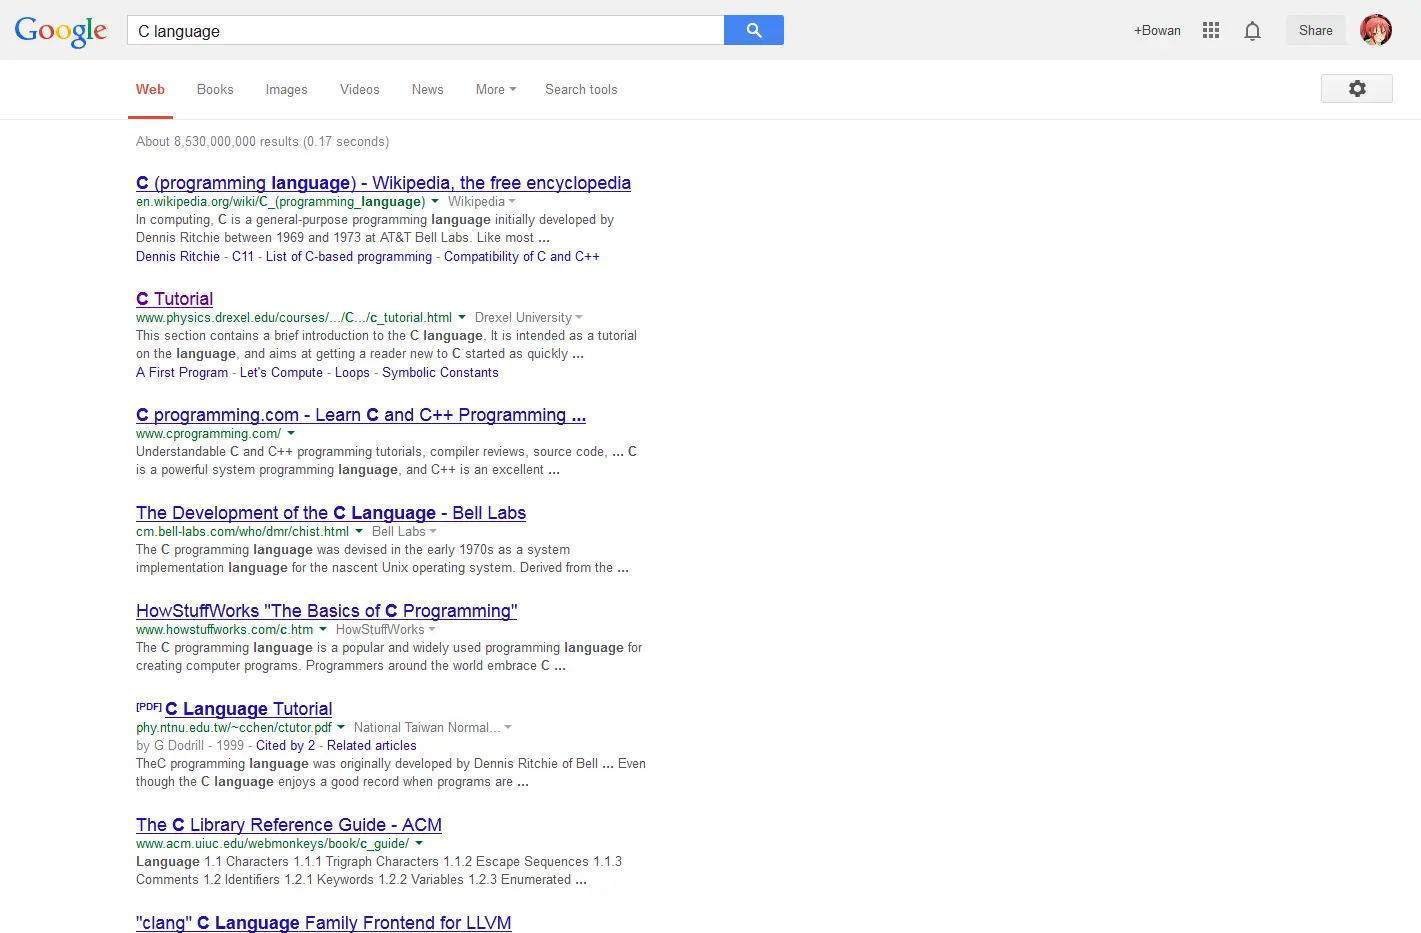 Google
C language
+Bowan
Share
Web Books Images Videos News More Search tools
About 8,530,000,000 results (0.17 seconds)
C (programming language) - Wikipedia, the free encyclopedia
en.wikipedia.org/wiki/C_(programming_language) Wikipedia
In computing, C is a general-purpose programming language initially developed by
Dennis Ritchie between 1969 and 1973 at AT&T Bell Labs. Like most ...
Dennis Ritchie - C11 - List of C-based programming - Compatibility of C and C++
C Tutorial
www.physics.drexel.edu/courses/.../C.../c_tutorial.html Drexel University
This section contains a brief introduction to the C language. It is intended as a tutorial
on the language, and aims at getting a reader new to C started as quickly ...
A First Program - Let's Compute - Loops - Symbolic Constants
C programming.com - Learn C and C++ Programming ...
www.cprogramming.com/
Understandable C and C++ programming tutorials, compiler reviews, source code, ... C
is a powerful system programming language, and C++ is an excellent ...
The Development of the C Language - Bell Labs
cm.bell-labs.com/who/dmr/chist.html Bell Labs
The C programming language was devised in the early 1970s as a system
implementation language for the nascent Unix operating system. Derived from the ...
HowStuffWorks "The Basics of C Programming"
www.howstuffworks.com/c.htm HowStuffWorks
The C programming language is a popular and widely used programming language for
creating computer programs. Programmers around the world embrace C ...
[PDF] C Language Tutorial
phy.ntnu.edu.tw/~cchen/ctutor.pdf National Taiwan Normal...
by G Dodrill - 1999 - Cited by 2 - Related articles
TheC programming language was originally developed by Dennis Ritchie of Bell ... Even
though the C language enjoys a good record when programs are ...
The C Library Reference Guide - ACM
www.acm.uiuc.edu/webmonkeys/book/c_guide/
Language 1.1 Characters 1.1.1 Trigraph Characters 1.1.2 Escape Sequences 1.1.3
Comments 1.2 Identifiers 1.2.1 Keywords 1.2.2 Variables 1.2.3 Enumerated ...
"clang" C Language Family Frontend for LLVM